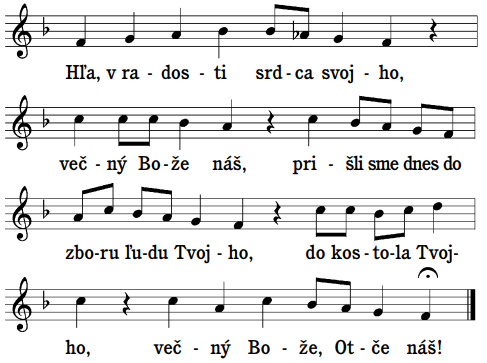 Hľa, v ra - dos - ti srd - ca svoj - ho,
več - ný Bo - že náš, pri - šli sme dnes do
zbo - ru ľu - du Tvoj - ho, do kos - to - la Tvoj-
ho, več - ný Bo - že, Ot - če náš!